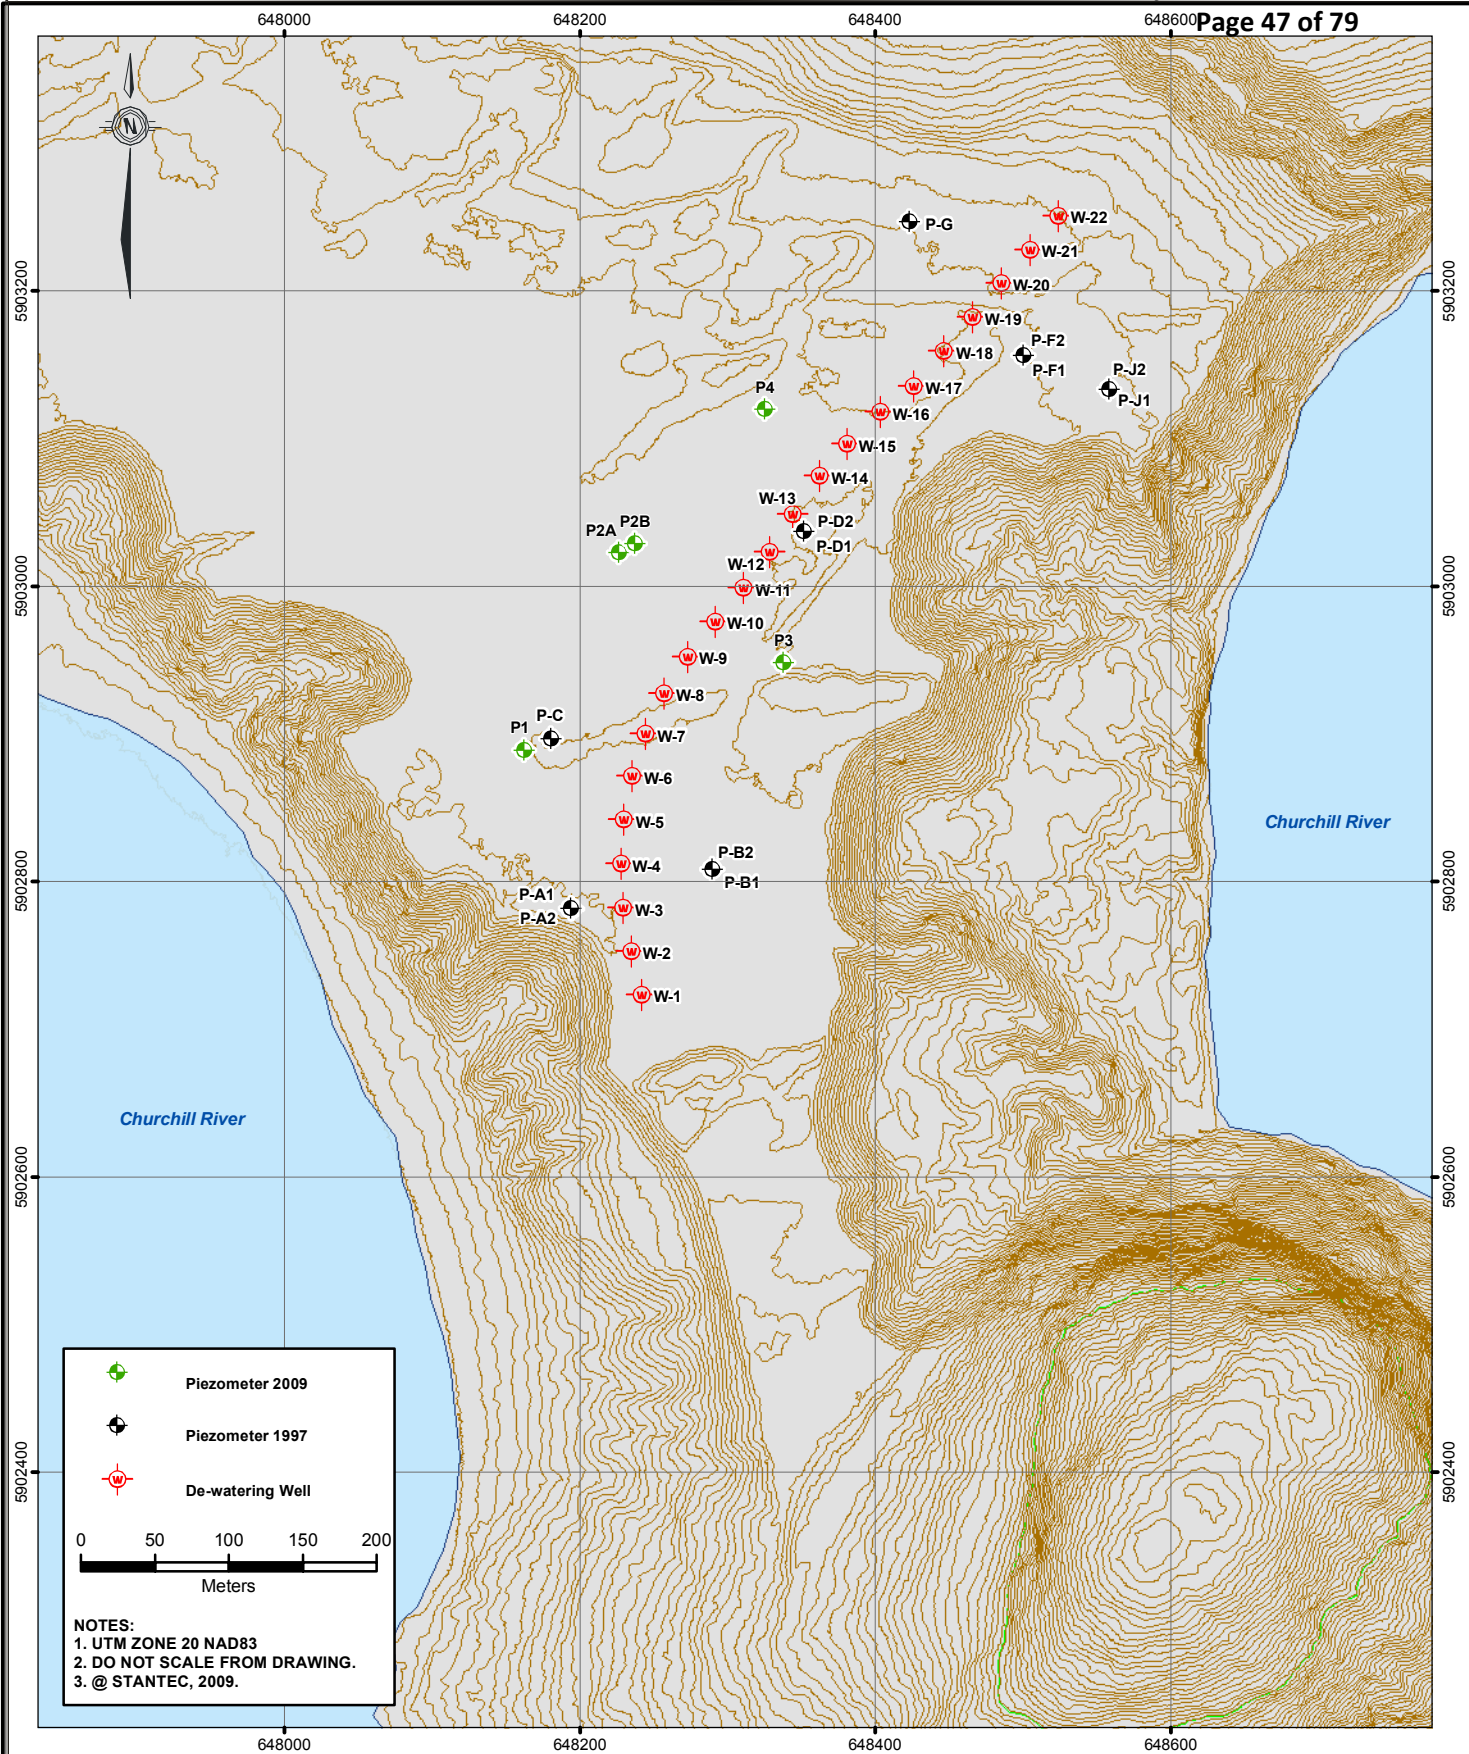 648000 648200 648400 648600
Page 47 of 79
N
5903200 5903200
5903000 5903000
5902800 5902800
5902600 5902600
5902400 5902400
P-G
W-22
W-21
W-20
W-19
W-18
P-F2
P-F1
P-J2
P-J1
W-17
P4
W-16
W-15
W-14
W-13
P-D2
P-D1
P2B
P2A
W-12
W-11
W-10
P3
W-9
W-8
P-C
P1
W-7
W-6
W-5
Churchill River
P-B2
W-4
P-B1
P-A1
W-3
P-A2
W-2
W-1
Churchill River
Piezometer 2009
Piezometer 1997
W De-watering Well
0 50 100 150 200
Meters
NOTES:
1. UTM ZONE 20 NAD83
2. DO NOT SCALE FROM DRAWING.
3. @ STANTEC, 2009.
648000 648200 648400 648600